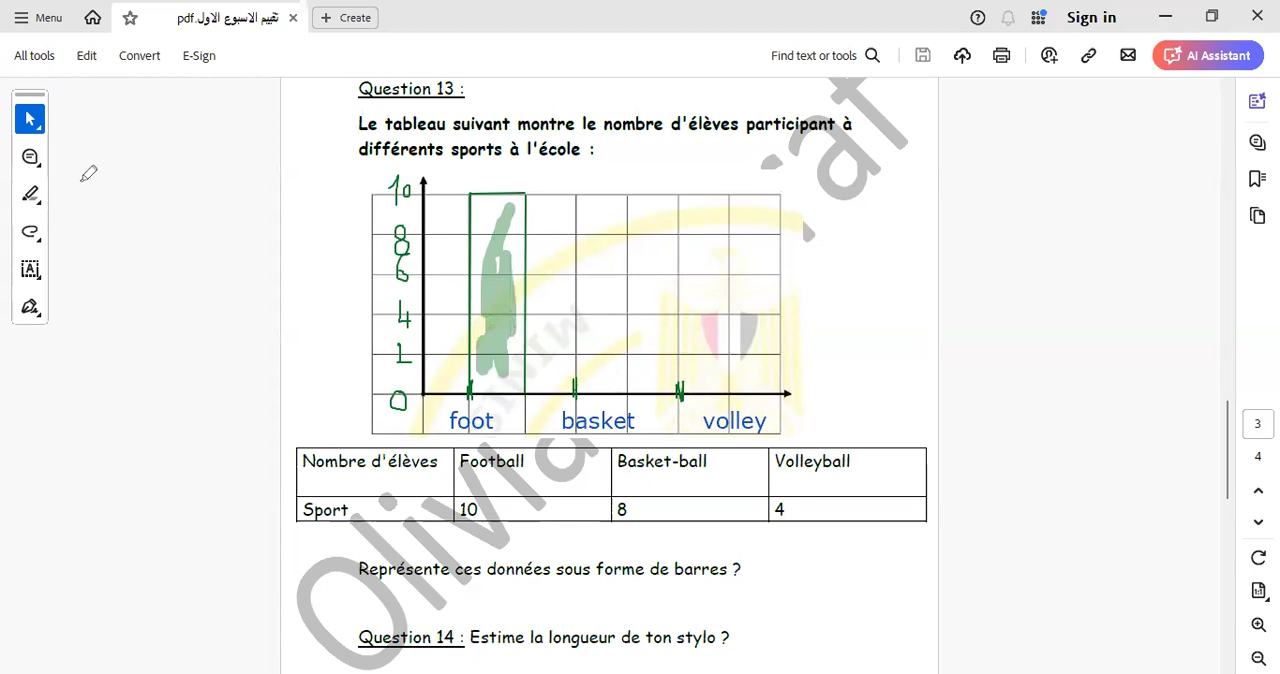 Menu
تقييم الاسبوع الاول.pdf
Create
Sign in
All tools
Edit
Convert
E-Sign
Find text or tools
AI Assistant
Question 13 :
Le tableau suivant montre le nombre d'élèves participant à
différents sports à l'école :
10
8
6
4
2
0
foot basket volley
Nombre d'élèves Football Basket-ball Volleyball
Sport 10 8 4
Représente ces données sous forme de barres ?
Question 14 : Estime la longueur de ton stylo ?
3
4